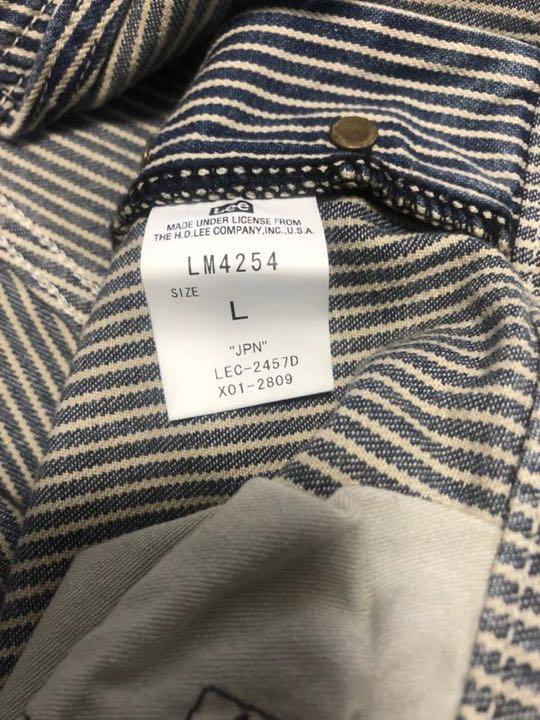 Lee
MADE UNDER LICENSE FROM
THE H.D.LEE COMPANY,INC.,U.S.A.
LM4254
SIZE
L
"JPN"
LEC-2457D
X01-2809